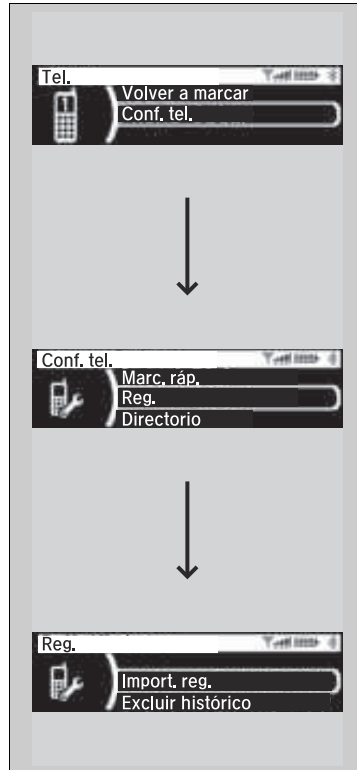 Tel.
Volver a marcar
Conf. tel.
Conf. tel.
Marc. ráp.
Reg.
Directorio
Reg.
Import. reg.
Excluir histórico